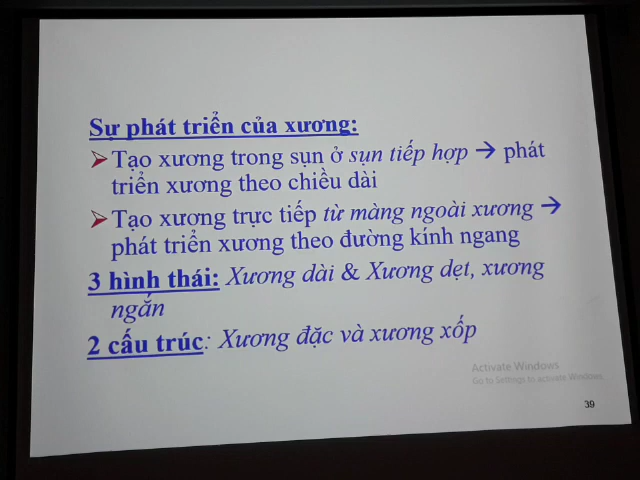 Sự phát triển của xương:
➢Tạo xương trong sụn ở sụn tiếp hợp → phát
triển xương theo chiều dài
➢Tạo xương trực tiếp từ màng ngoài xương →
phát triển xương theo đường kính ngang
3 hình thái: Xương dài & Xương dẹt, xương
ngắn
2 cấu trúc: Xương đặc và xương xốp
Activate Windows
Go to Settings to activate Windows.
39